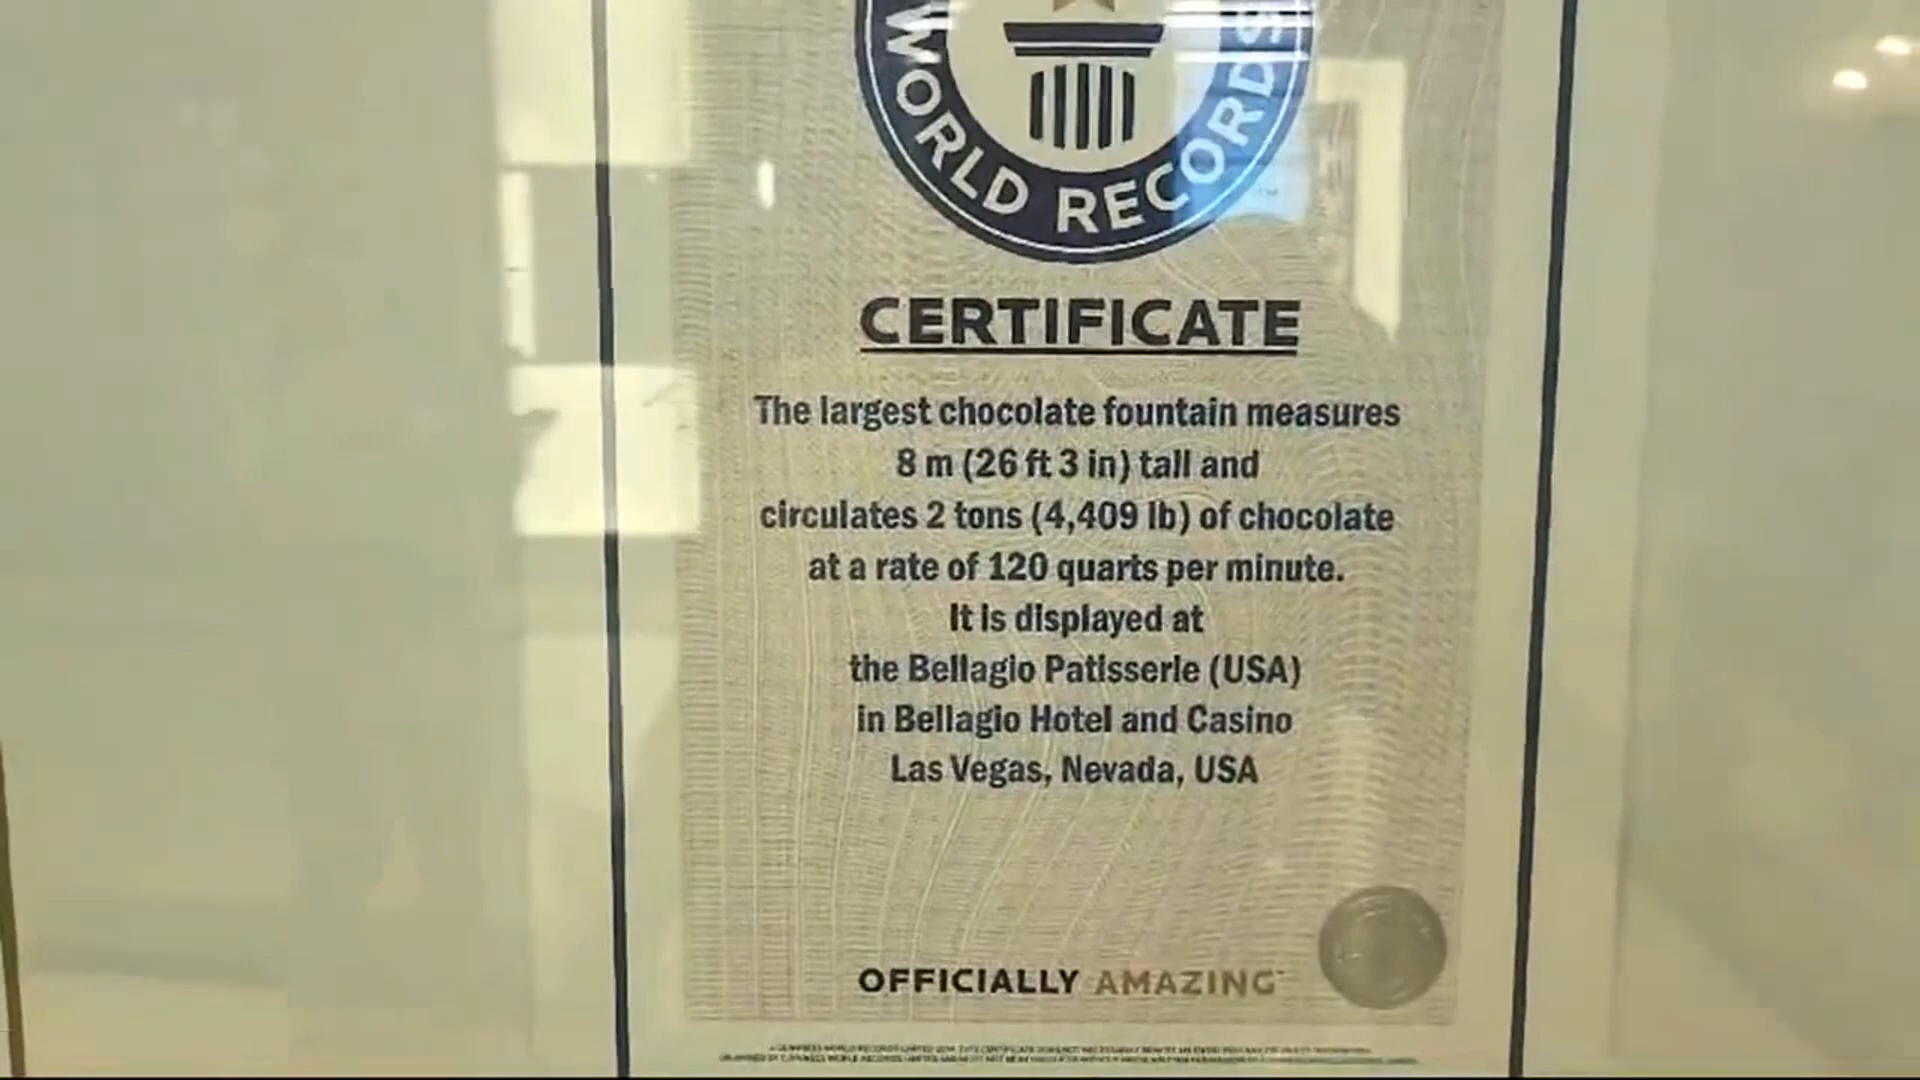 WORLD RECORDS
CERTIFICATE
The largest chocolate fountain measures
8 m (26 ft 3 in) tall and
circulates 2 tons (4,409 lb) of chocolate
at a rate of 120 quarts per minute.
It is displayed at
the Bellagio Patisserie (USA)
in Bellagio Hotel and Casino
Las Vegas, Nevada, USA
OFFICIALLY AMAZING